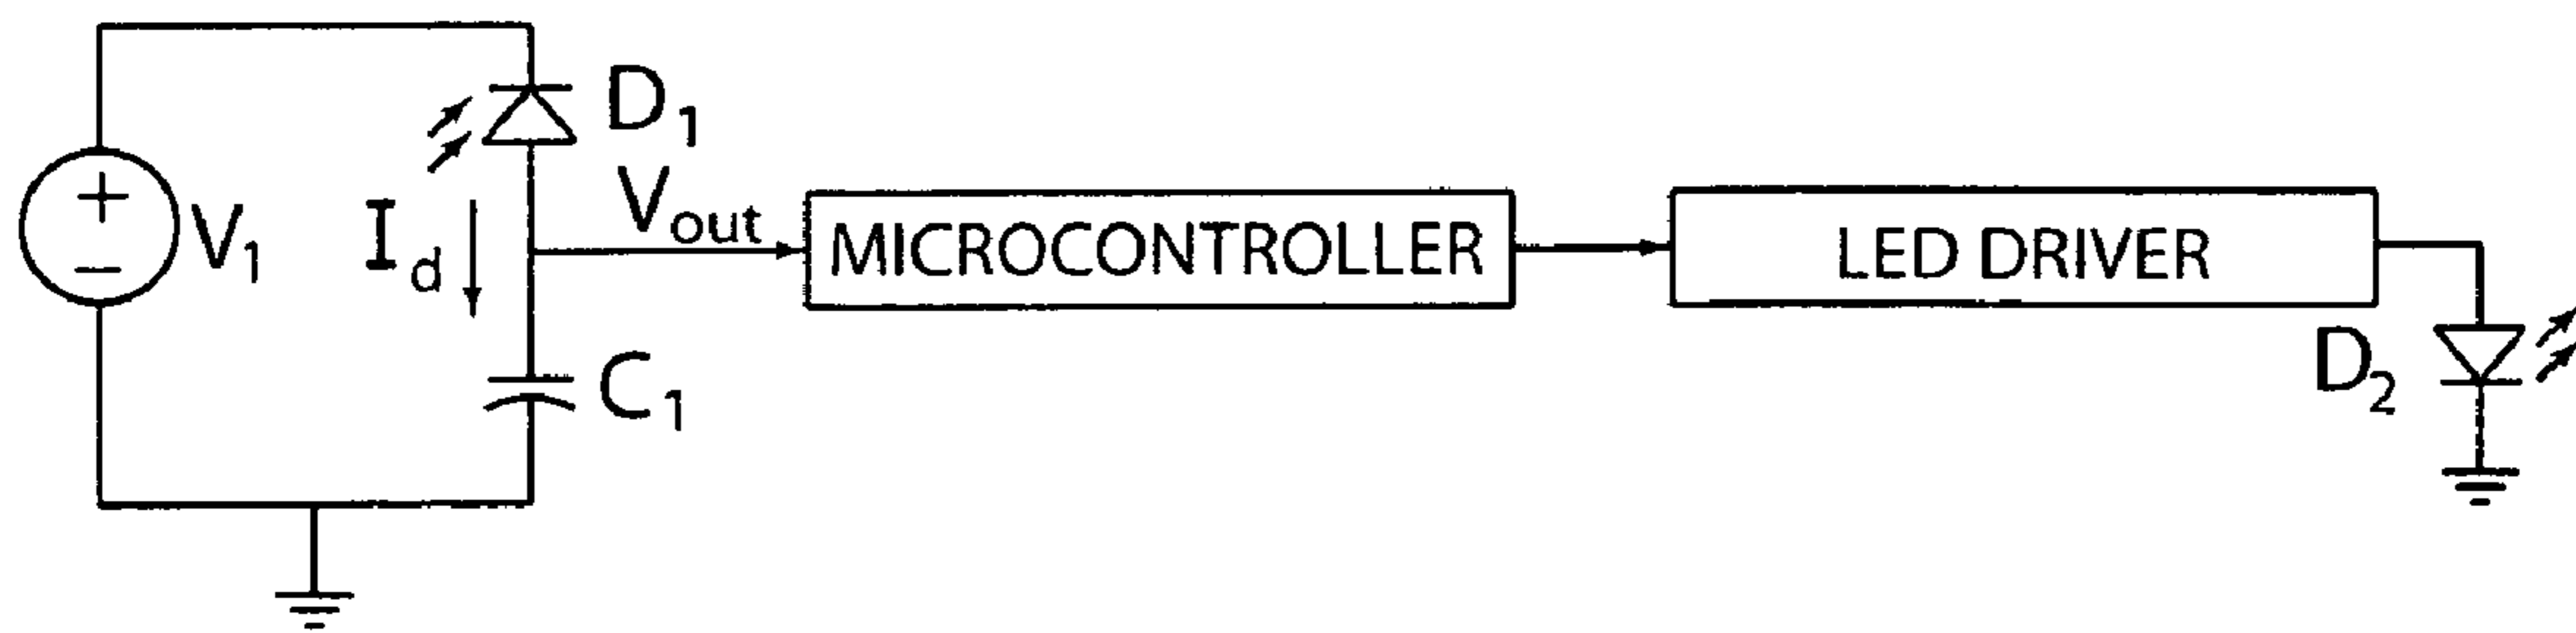 D1
V1
Id
Vout
MICROCONTROLLER
LED DRIVER
C1
D2